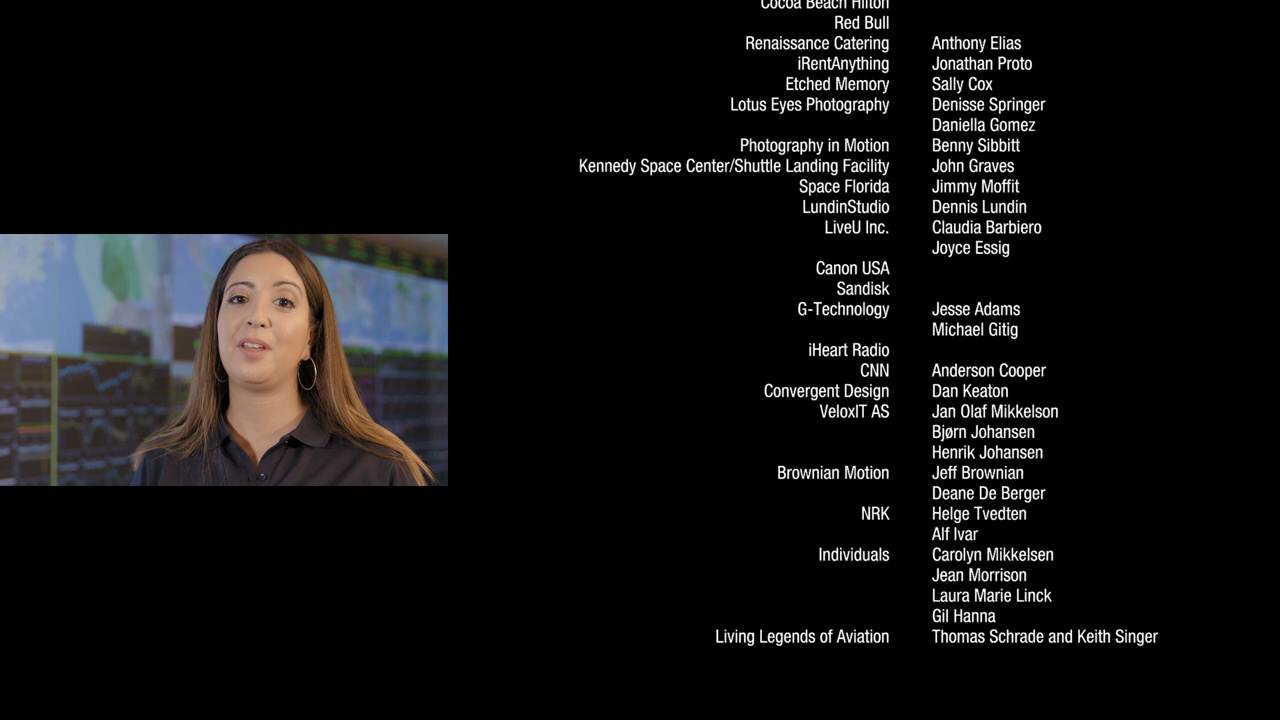 Cocoa Beach Hilton
Red Bull
Renaissance Catering Anthony Elias
iRentAnything Jonathan Proto
Etched Memory Sally Cox
Lotus Eyes Photography Denisse Springer
Daniella Gomez
Photography in Motion Benny Sibbitt
Kennedy Space Center/Shuttle Landing Facility John Graves
Space Florida Jimmy Moffit
LundinStudio Dennis Lundin
LiveU Inc. Claudia Barbiero
Joyce Essig
Canon USA
Sandisk
G-Technology Jesse Adams
Michael Gitig
iHeart Radio
CNN Anderson Cooper
Convergent Design Dan Keaton
VeloxIT AS Jan Olaf Mikkelson
Bjørn Johansen
Henrik Johansen
Brownian Motion Jeff Brownian
Deane De Berger
NRK Helge Tvedten
Alf Ivar
Individuals Carolyn Mikkelsen
Jean Morrison
Laura Marie Linck
Gil Hanna
Living Legends of Aviation Thomas Schrade and Keith Singer